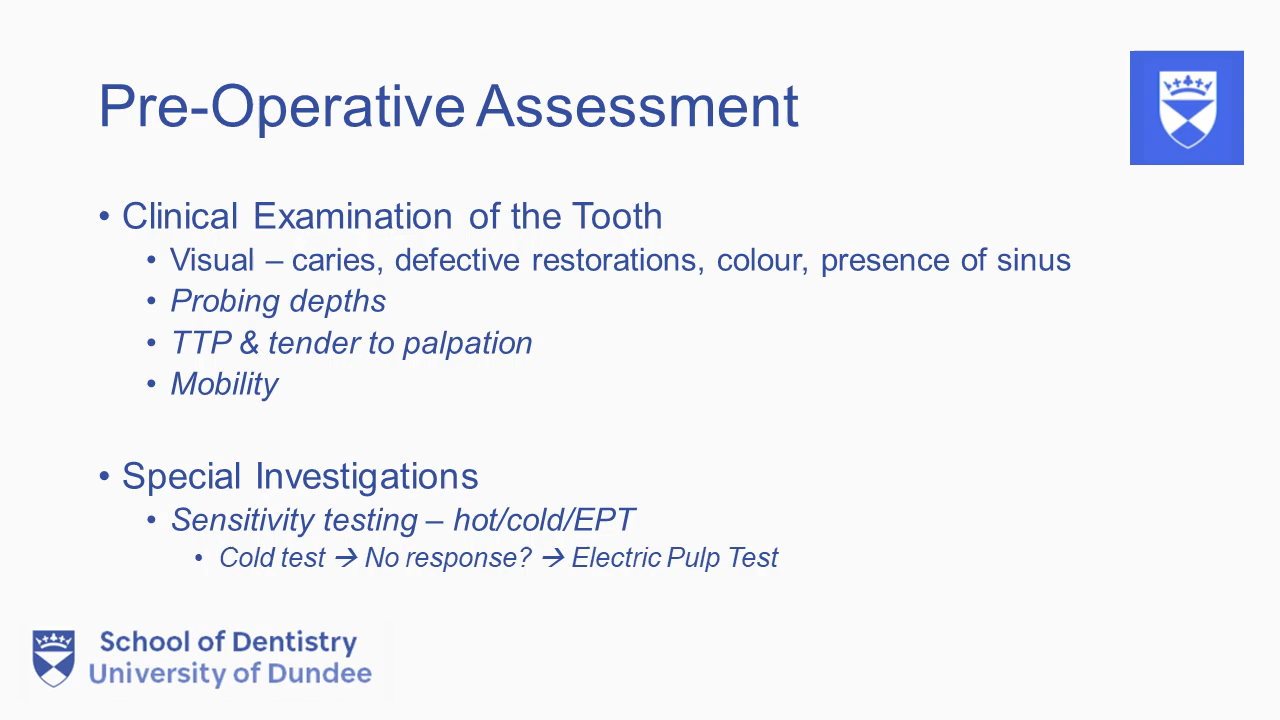 Pre-Operative Assessment
• Clinical Examination of the Tooth
• Visual – caries, defective restorations, colour, presence of sinus
• Probing depths
• TTP & tender to palpation
• Mobility
• Special Investigations
• Sensitivity testing – hot/cold/EPT
• Cold test → No response? → Electric Pulp Test
School of Dentistry
University of Dundee